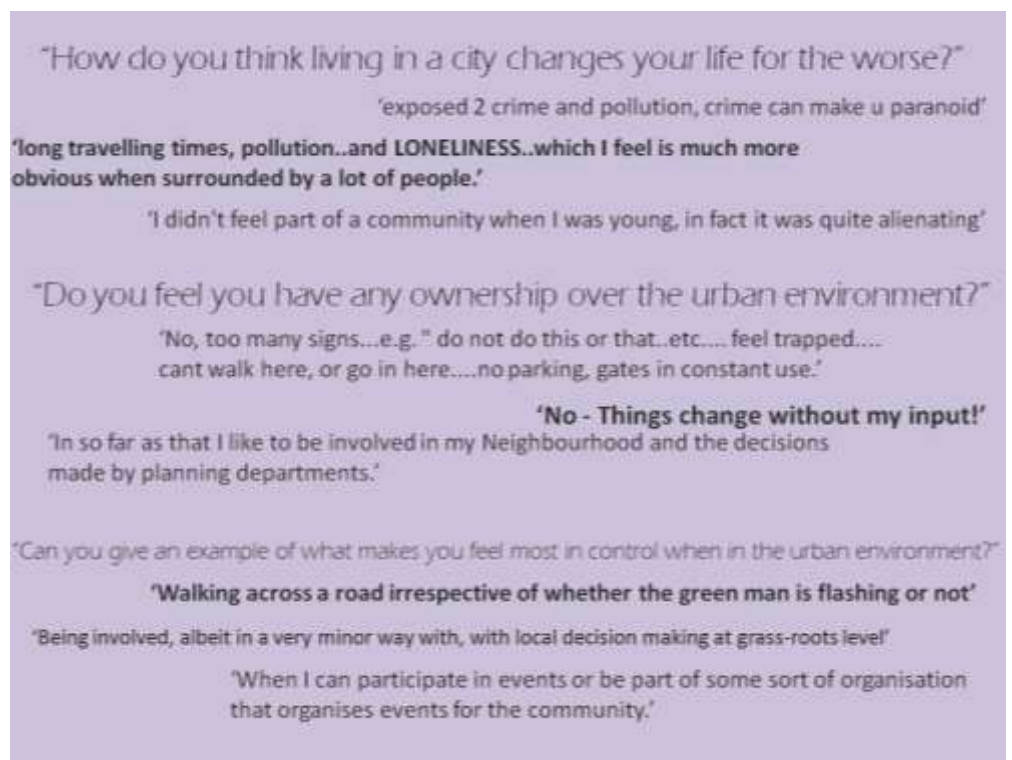 "How do you think living in a city changes your life for the worse?"
'exposed 2 crime and pollution, crime can make u paranoid'
'long travelling times, pollution..and LONELINESS..which I feel is much more
obvious when surrounded by a lot of people.'
'I didn't feel part of a community when I was young, in fact it was quite alienating'
"Do you feel you have any ownership over the urban environment?"
'No, too many signs...e.g. " do not do this or that..etc.... feel trapped....
cant walk here, or go in here....no parking, gates in constant use.'
'No - Things change without my input!'
'In so far as that I like to be involved in my Neighbourhood and the decisions
made by planning departments.'
"Can you give an example of what makes you feel most in control when in the urban environment?"
'Walking across a road irrespective of whether the green man is flashing or not'
'Being involved, albeit in a very minor way with, with local decision making at grass-roots level'
'When I can participate in events or be part of some sort of organisation
that organises events for the community.'